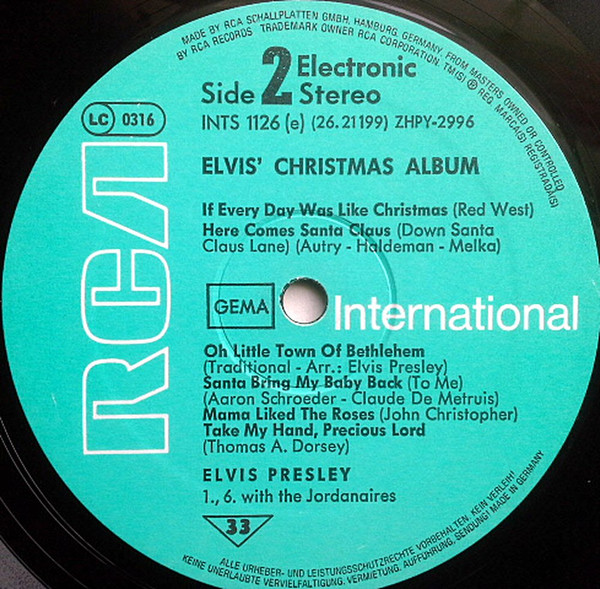 MADE BY RCA SCHALLPLATTEN GMBH, HAMBURG, GERMANY, FROM MASTERS OWNED OR CONTROLLED
BY RCA RECORDS TRADEMARK OWNER RCA CORPORATION. TM(S) ® REG. MARCA(S) REGISTRADA(S)
Side 2 Electronic Stereo
LC 0316
INTS 1126 (e) (26.21199) ZHPY-2996
ELVIS' CHRISTMAS ALBUM
If Every Day Was Like Christmas (Red West)
Here Comes Santa Claus (Down Santa
Claus Lane) (Autry - Haldeman - Melka)
RCA
GEMA
International
Oh Little Town Of Bethlehem
(Traditional - Arr.: Elvis Presley)
Santa Bring My Baby Back (To Me)
(Aaron Schroeder - Claude De Metruis)
Mama Liked The Roses (John Christopher)
Take My Hand, Precious Lord
(Thomas A. Dorsey)
ELVIS PRESLEY
1., 6. with the Jordanaires
33
ALLE URHEBER- UND LEISTUNGSSCHUTZRECHTE VORBEHALTEN. KEIN VERLEIH!
KEINE UNERLAUBTE VERVIELFÄLTIGUNG, VERMIETUNG, AUFFÜHRUNG, SENDUNG! MADE IN GERMANY